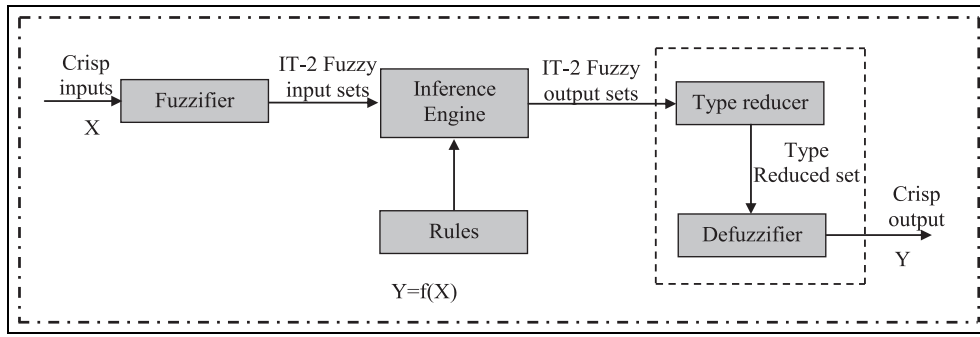 Crisp
inputs
X
Fuzzifier
IT-2 Fuzzy
input sets
Inference
Engine
IT-2 Fuzzy
output sets
Type reducer
Type
Reduced set
Rules
Defuzzifier
Crisp
output
Y
Y=f(X)